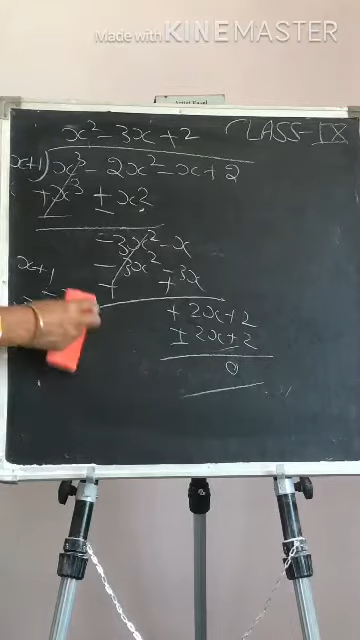 Made with KINEMASTER
x² - 3x + 2 CLASS-IX
x+1) x³ - 2x² - x + 2
+x³ + x²
- -
-3x² - x
x+1 -3x² - 3x
+ +
+ 2x + 2
± 2x + 2
-
0